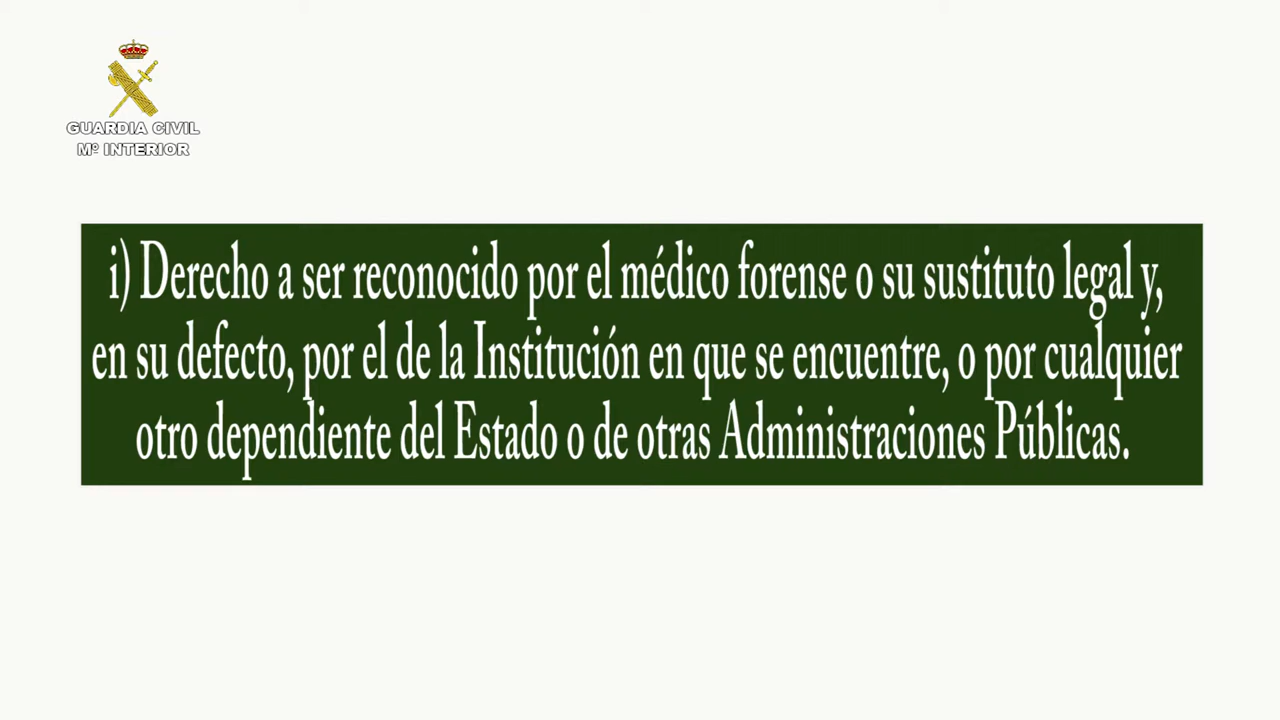 GUARDIA CIVIL
Mº INTERIOR
i) Derecho a ser reconocido por el médico forense o su sustituto legal y,
en su defecto, por el de la Institución en que se encuentre, o por cualquier
otro dependiente del Estado o de otras Administraciones Públicas.